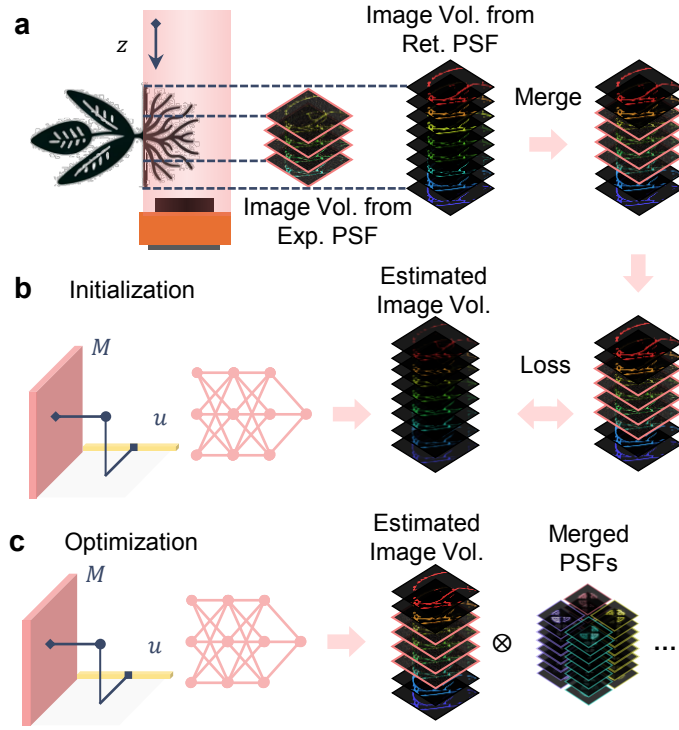 a
z
Image Vol. from
Ret. PSF
Merge
Image Vol. from
Exp. PSF
b
Initialization
M
u
Estimated
Image Vol.
Loss
c
Optimization
M
u
Estimated
Image Vol.
⊗
Merged
PSFs
...